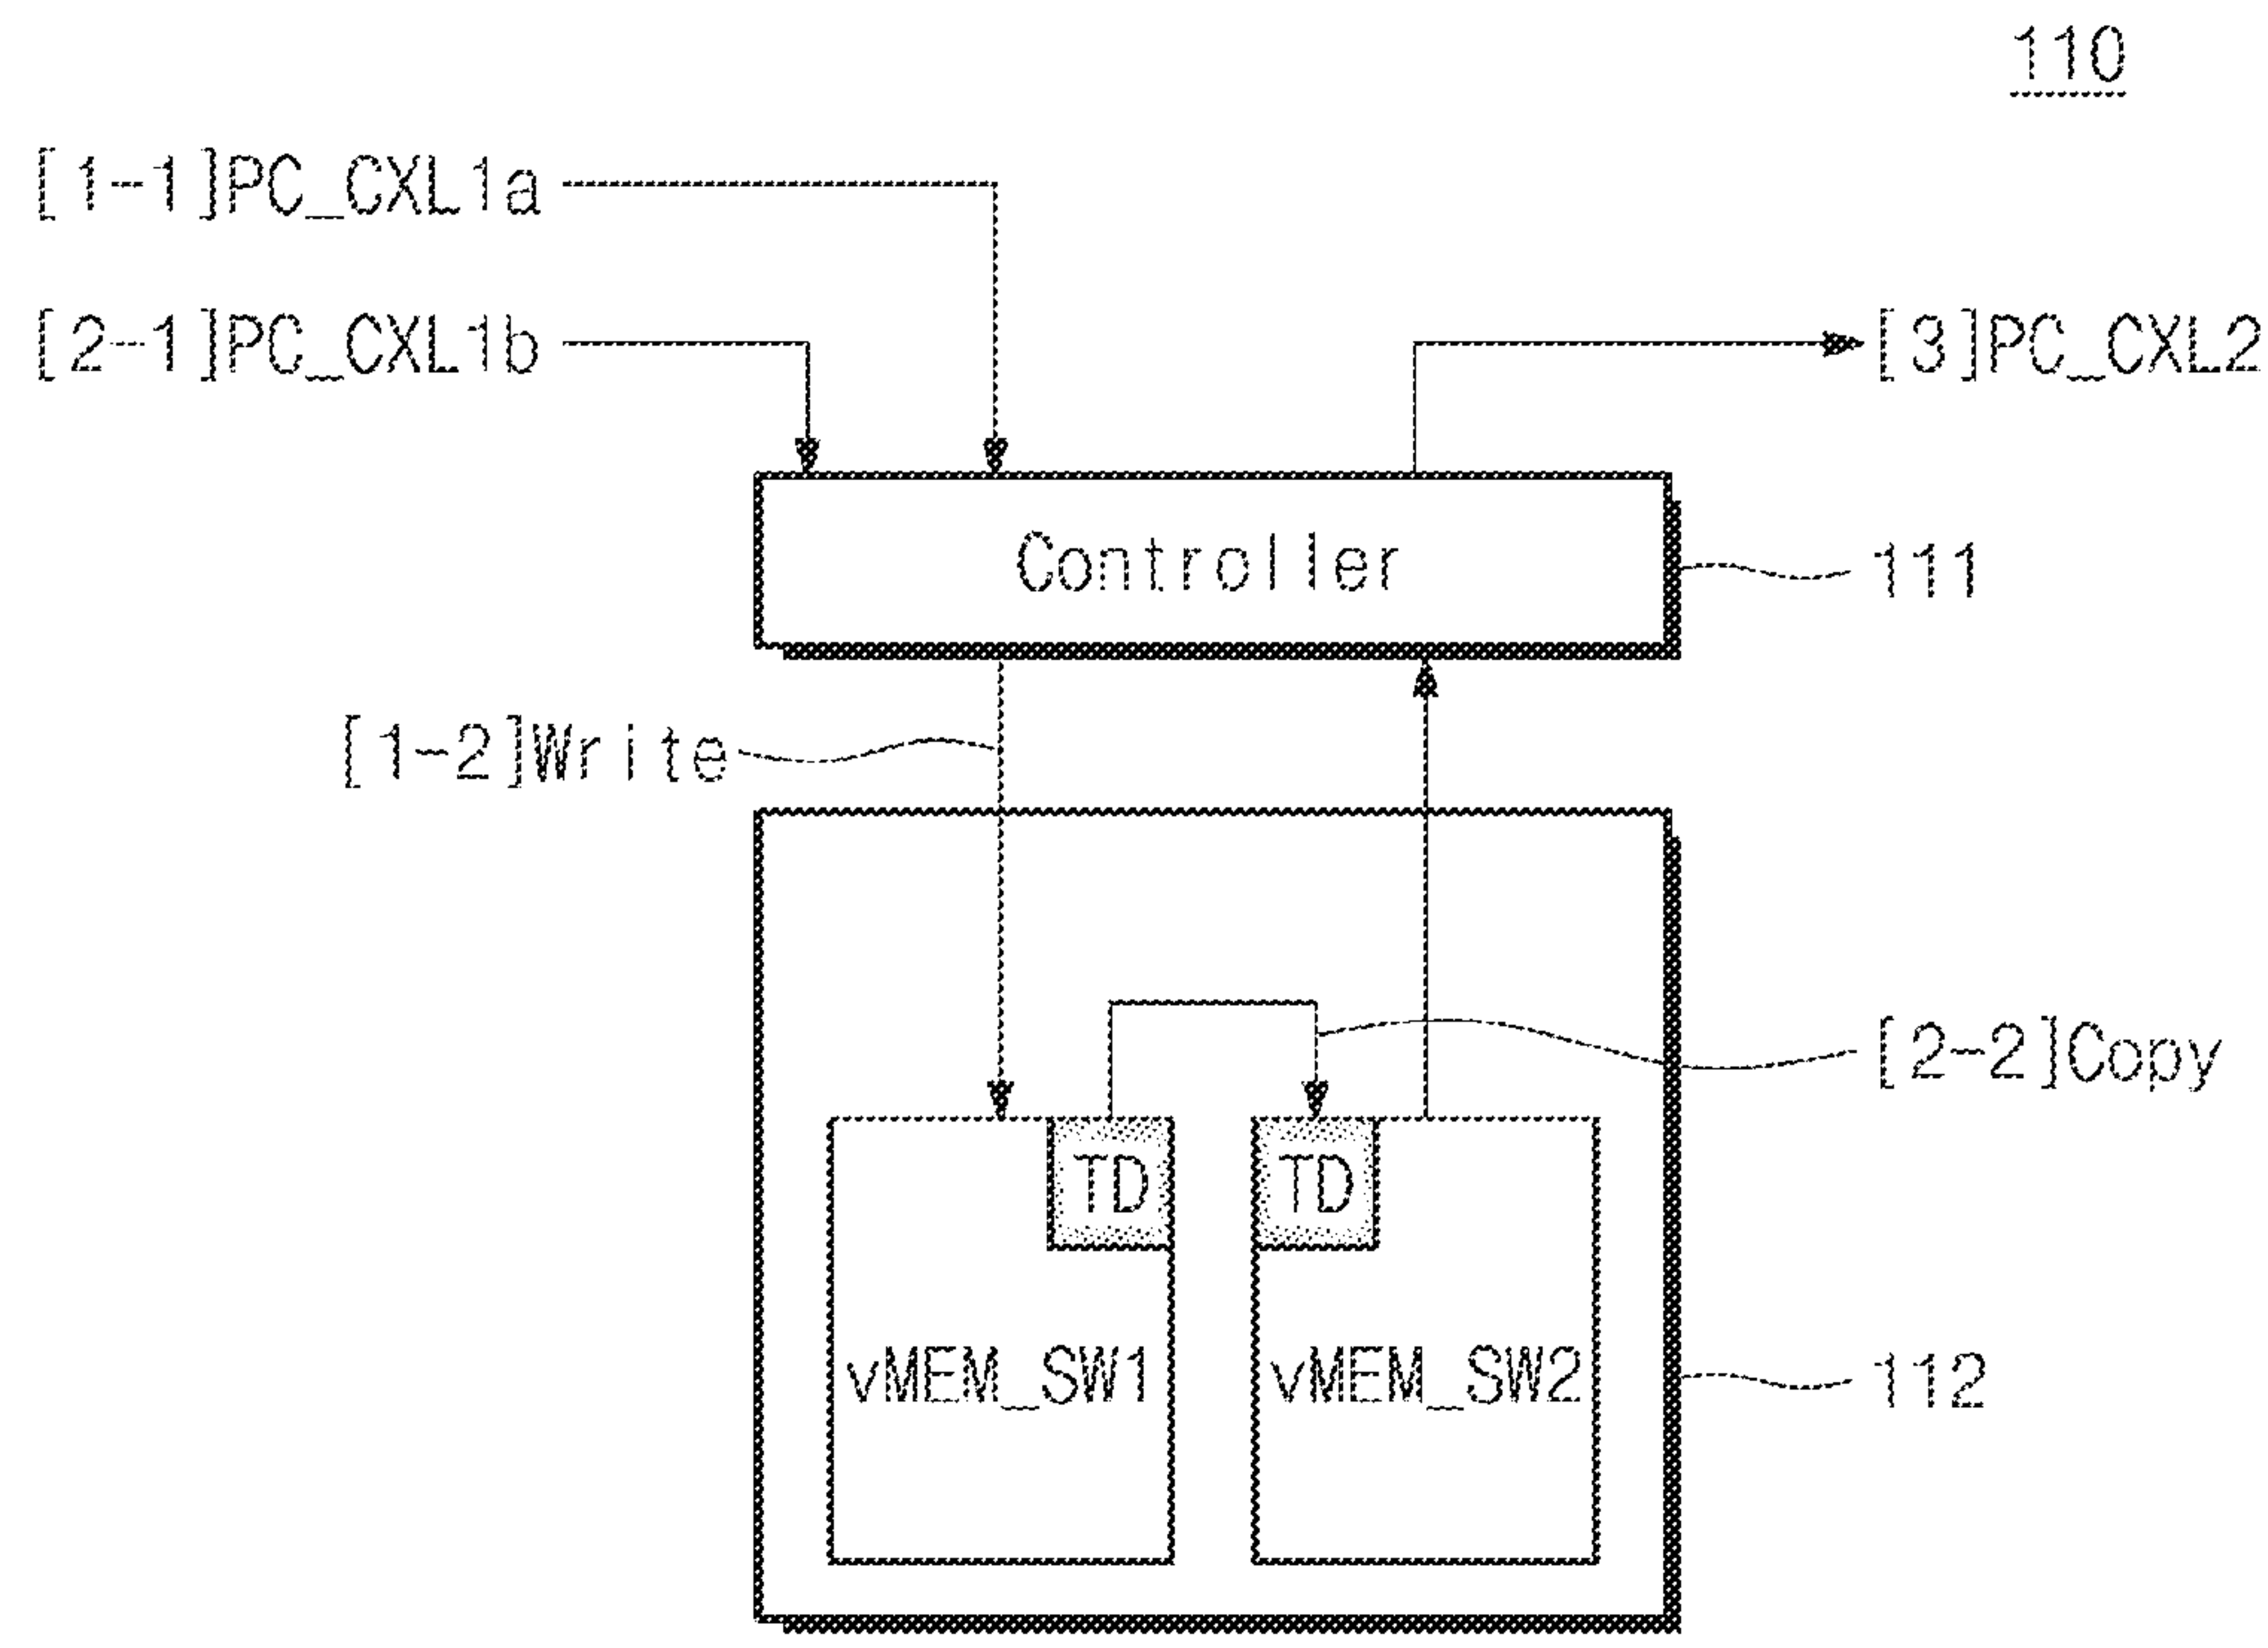 110
[1-1]PC_CXL1a
[2-1]PC_CXL1b
[3]PC_CXL2
Controller
111
[1-2]Write
[2-2]Copy
TD
TD
vMEM_SW1
vMEM_SW2
112